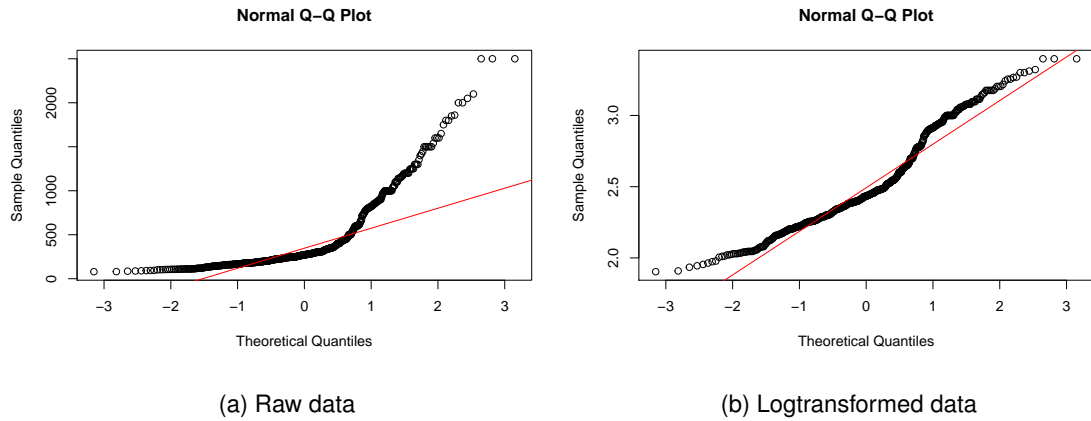 Normal Q−Q Plot
Sample Quantiles
0
500
1000
2000
−3 −2 −1 0 1 2 3
Theoretical Quantiles
(a) Raw data
Normal Q−Q Plot
Sample Quantiles
2.0
2.5
3.0
−3 −2 −1 0 1 2 3
Theoretical Quantiles
(b) Logtransformed data